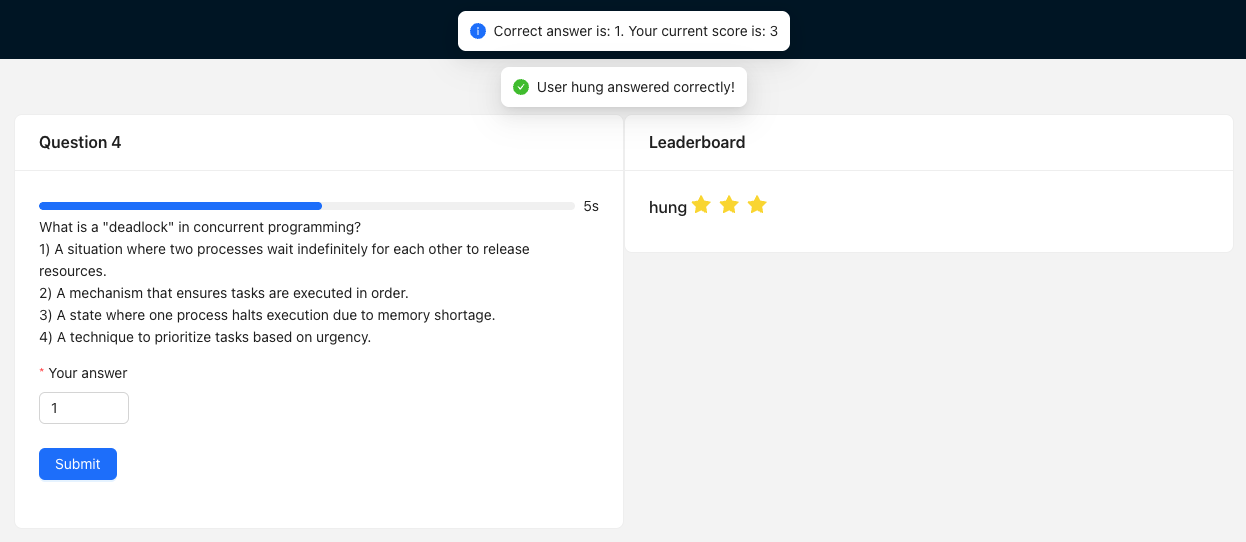 Correct answer is: 1. Your current score is: 3
User hung answered correctly!
Question 4
5s
What is a "deadlock" in concurrent programming?
1) A situation where two processes wait indefinitely for each other to release
resources.
2) A mechanism that ensures tasks are executed in order.
3) A state where one process halts execution due to memory shortage.
4) A technique to prioritize tasks based on urgency.
* Your answer
1
Submit
Leaderboard
hung